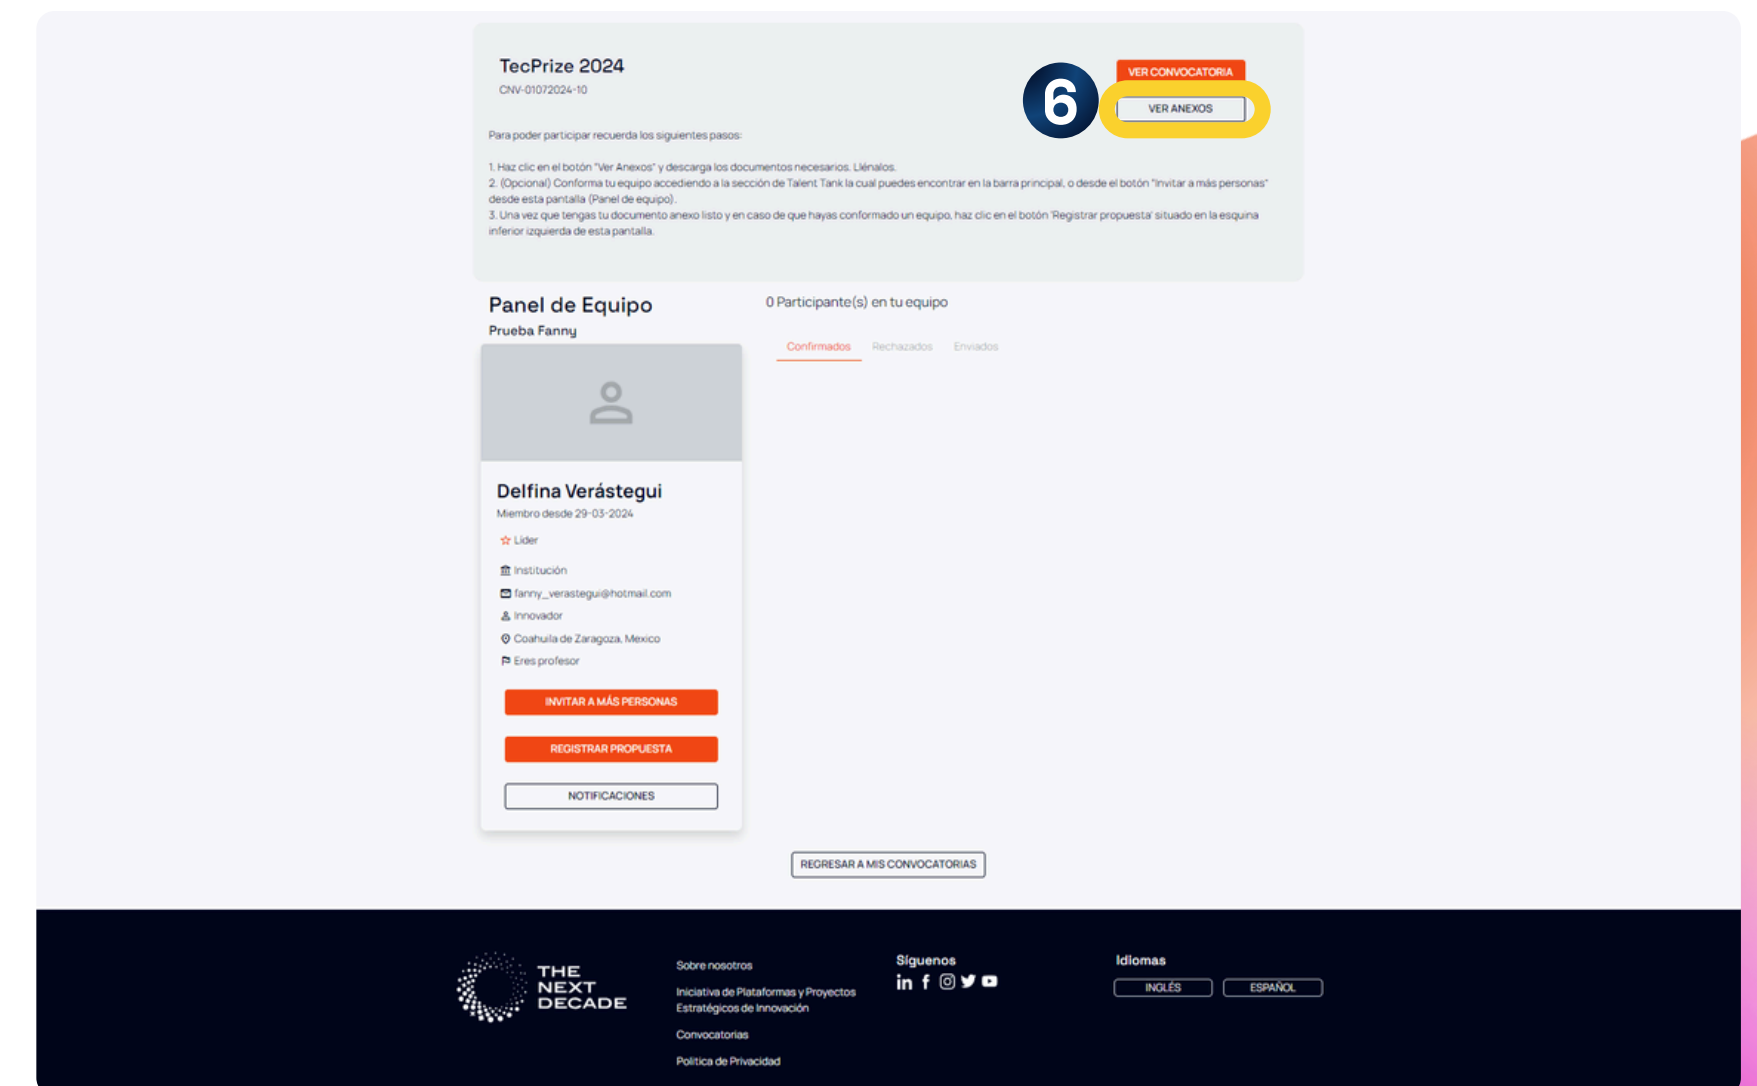 TecPrize 2024
CNV-01072024-10
6
VER CONVOCATORIA
VER ANEXOS
Para poder participar recuerda los siguientes pasos:
1. Haz clic en el botón "Ver Anexos" y descarga los documentos necesarios. Llénalos.
2. (Opcional) Conforma tu equipo accediendo a la sección de Talent Tank la cual puedes encontrar en la barra principal, o desde el botón "Invitar a más personas"
desde esta pantalla (Panel de equipo).
3. Una vez que tengas tu documento anexo listo y en caso de que hayas conformado un equipo, haz clic en el botón 'Registrar propuesta' situado en la esquina
inferior izquierda de esta pantalla.
Panel de Equipo
Prueba Fanny
0 Participante(s) en tu equipo
Confirmados Rechazados Enviados
Delfina Verástegui
Miembro desde 29-03-2024
Líder
Institución
fanny_verastegui@hotmail.com
Innovador
Coahuila de Zaragoza, Mexico
Eres profesor
INVITAR A MÁS PERSONAS
REGISTRAR PROPUESTA
NOTIFICACIONES
REGRESAR A MIS CONVOCATORIAS
THE
NEXT
DECADE
Sobre nosotros
Iniciativa de Plataformas y Proyectos
Estratégicos de Innovación
Convocatorias
Política de Privacidad
Síguenos
Idiomas
INGLÉS ESPAÑOL